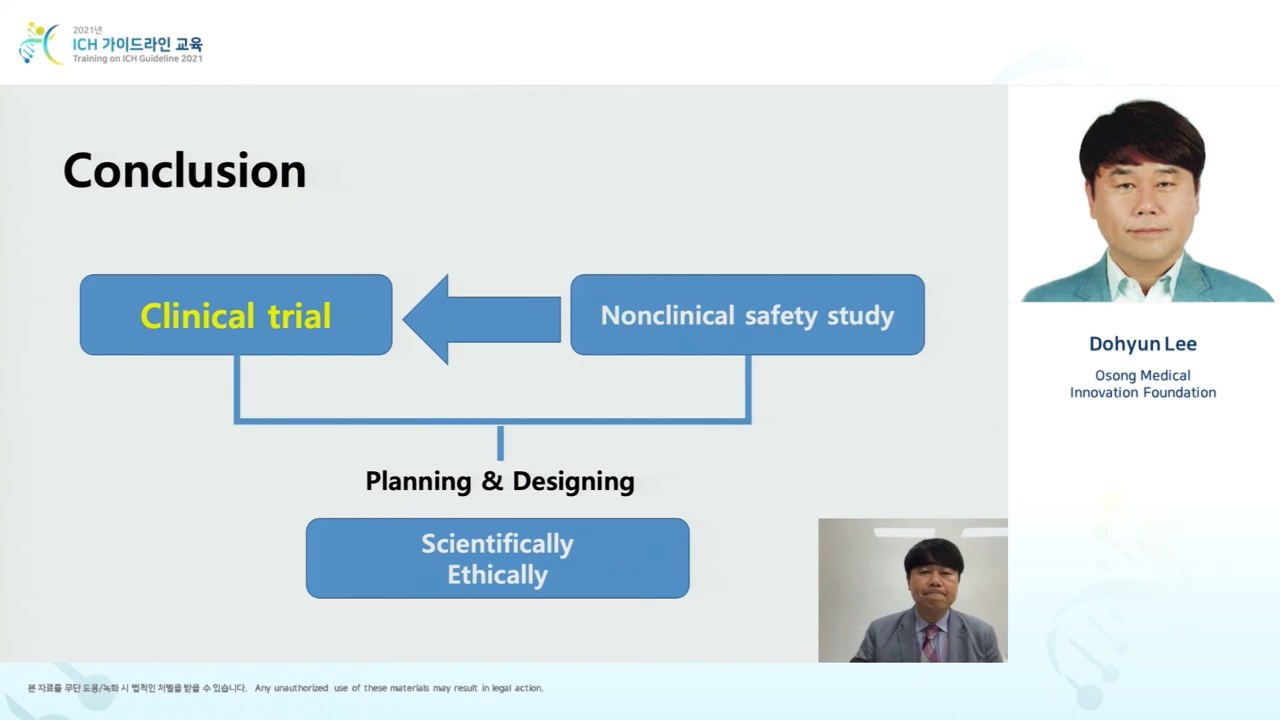 2021년
ICH 가이드라인 교육
Training on ICH Guideline 2021
Conclusion
Clinical trial
Nonclinical safety study
Planning & Designing
Scientifically
Ethically
Dohyun Lee
Osong Medical
Innovation Foundation
본 자료를 무단 도용/녹화 시 법적인 처벌을 받을 수 있습니다. Any unauthorized use of these materials may result in legal action.